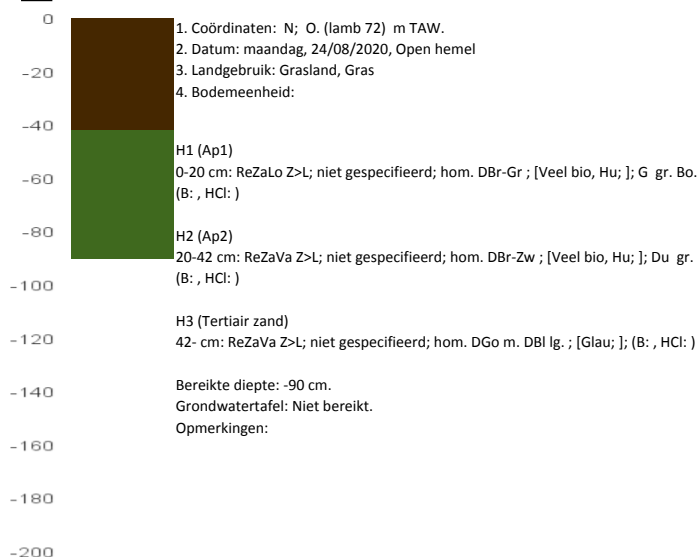 0
-20
-40
-60
-80
-100
-120
-140
-160
-180
-200
1. Coördinaten: N; O. (lamb 72) m TAW.
2. Datum: maandag, 24/08/2020, Open hemel
3. Landgebruik: Grasland, Gras
4. Bodemeenheid:
H1 (Ap1)
0-20 cm: ReZaLo Z>L; niet gespecifieerd; hom. DBr-Gr ; [Veel bio, Hu; ]; G gr. Bo.
(B: , HCl: )
H2 (Ap2)
20-42 cm: ReZaVa Z>L; niet gespecifieerd; hom. DBr-Zw ; [Veel bio, Hu; ]; Du gr.
(B: , HCl: )
H3 (Tertiair zand)
42- cm: ReZaVa Z>L; niet gespecifieerd; hom. DGo m. DBl lg. ; [Glau; ]; (B: , HCl: )
Bereikte diepte: -90 cm.
Grondwatertafel: Niet bereikt.
Opmerkingen: